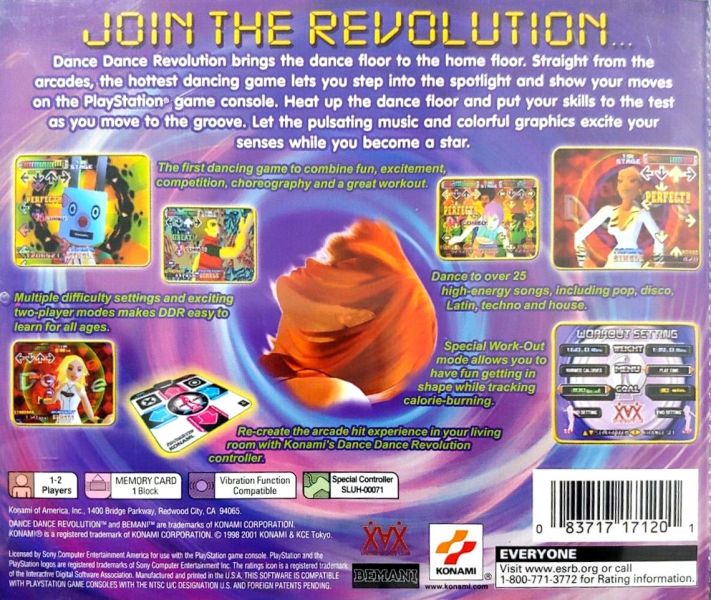 JOIN THE REVOLUTION...
Dance Dance Revolution brings the dance floor to the home floor. Straight from the
arcades, the hottest dancing game lets you step into the spotlight and show your moves
on the PlayStation® game console. Heat up the dance floor and put your skills to the test
as you move to the groove. Let the pulsating music and colorful graphics excite your
senses while you become a star.
The first dancing game to combine fun, excitement,
competition, choreography and a great workout.
1St
STAGE
PERFECT!!
GREAT
PERFECT
COMBO
1St
STAGE
PERFECT!!
SINGLE
Dance to over 25
high-energy songs, including pop, disco,
Latin, techno and house.
Multiple difficulty settings and exciting
two-player modes makes DDR easy to
learn for all ages.
Special Work-Out
mode allows you to
have fun getting in
shape while tracking
calorie-burning.
WORKOUT SETTING
WEIGHT
MENU
GOAL
Re-create the arcade hit experience in your living
room with Konami's Dance Dance Revolution
controller.
1-2
Players
MEMORY CARD
1 Block
Vibration Function
Compatible
Special Controller
SLUH-00071
Konami of America, Inc., 1400 Bridge Parkway, Redwood City, CA 94065.
DANCE DANCE REVOLUTION™ and BEMANI™ are trademarks of KONAMI CORPORATION.
KONAMI® is a registered trademark of KONAMI CORPORATION. © 1998 2001 KONAMI & KCE Tokyo.
Licensed by Sony Computer Entertainment America for use with the PlayStation game console. PlayStation and the
PlayStation logos are registered trademarks of Sony Computer Entertainment Inc. The ratings icon is a registered trademark
of the Interactive Digital Software Association. Manufactured and printed in the U.S.A. THIS SOFTWARE IS COMPATIBLE
WITH PLAYSTATION GAME CONSOLES WITH THE NTSC U/C DESIGNATION. U.S. AND FOREIGN PATENTS PENDING.
BEMANI
KONAMI
www.konami.com
0 83717 17120 1
EVERYONE
Visit www.esrb.org or call
1-800-771-3772 for Rating information.